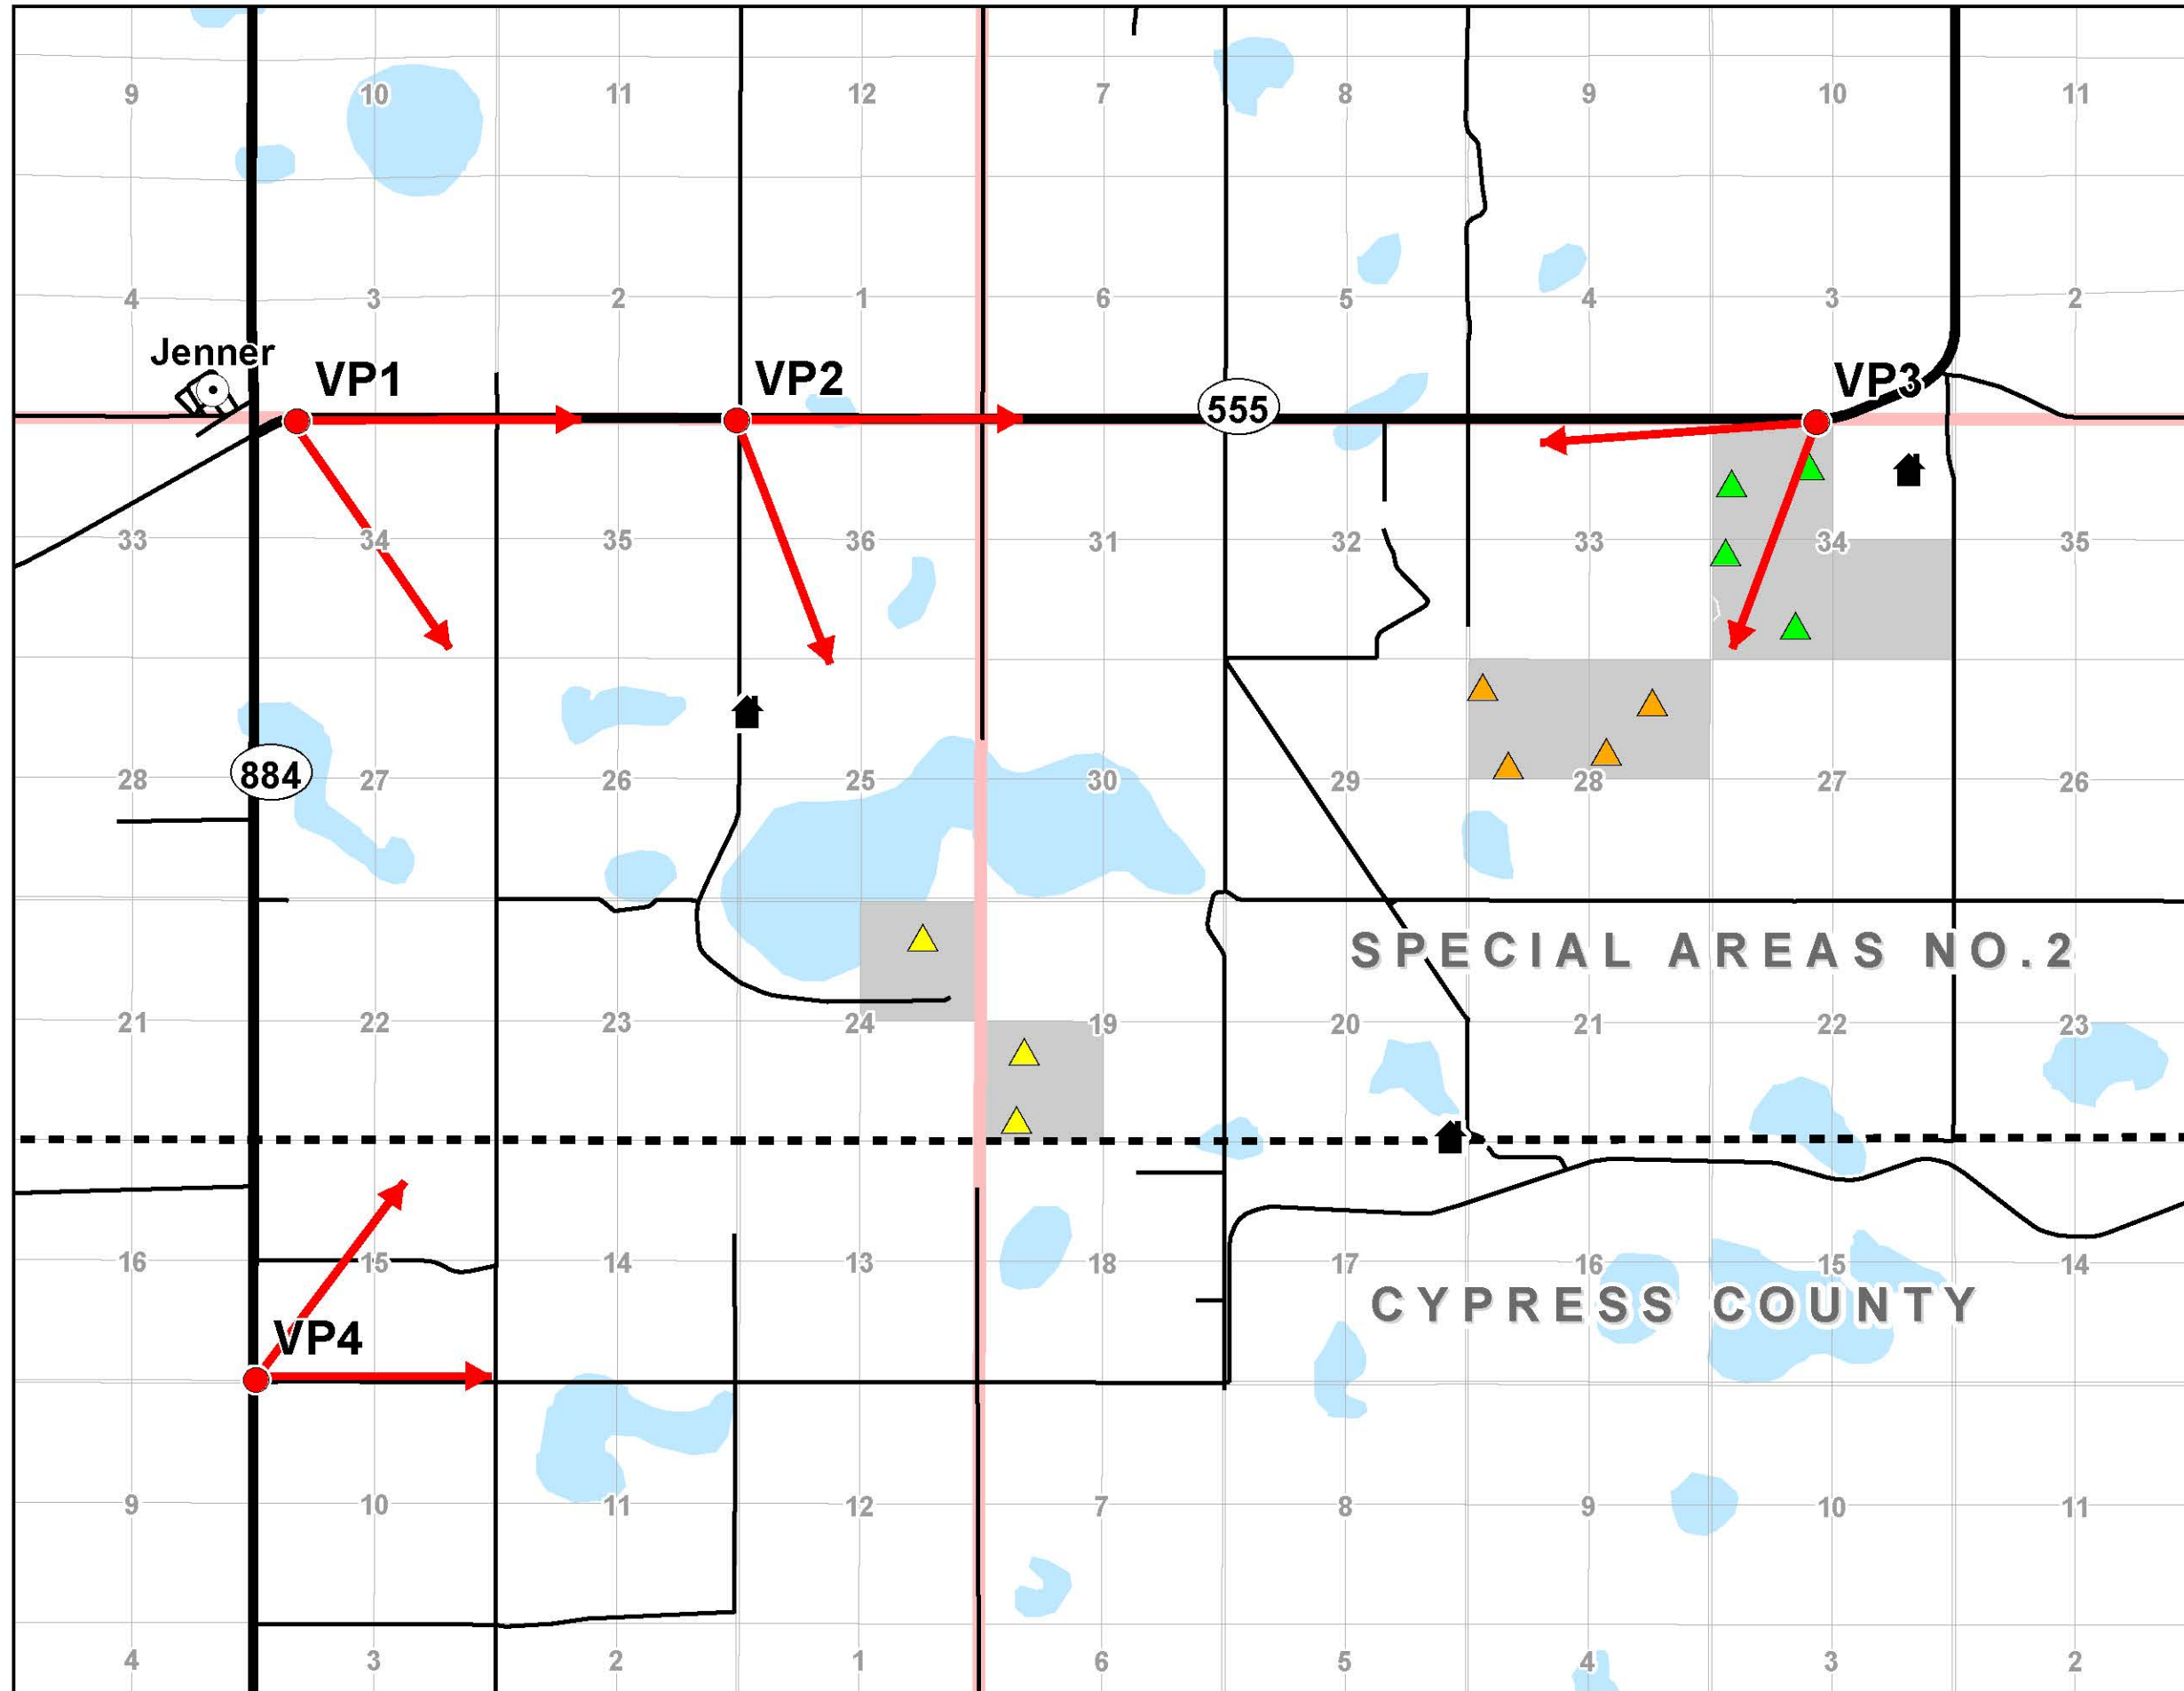 9 10 11 12 7 8 9 10 11
4 3 2 1 6 5 4 3 2
Jenner
VP1 VP2 VP3
555
33 34 35 36 31 32 33 34 35
884
28 27 26 25 30 29 28 27 26
SPECIAL AREAS NO.2
21 22 23 24 19 20 21 22 23
16 15 14 13 18 17 16 15 14
CYPRESS COUNTY
VP4
9 10 11 12 7 8 9 10 11
4 3 2 1 6 5 4 3 2